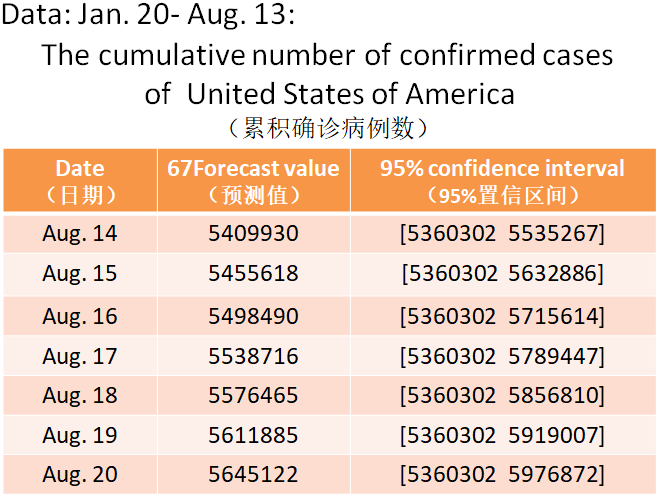 Data: Jan. 20- Aug. 13:
The cumulative number of confirmed cases
of United States of America
（累积确诊病例数）
Date 67Forecast value 95% confidence interval
（日期） （预测值） （95%置信区间）
Aug. 14 5409930 [5360302 5535267]
Aug. 15 5455618 [5360302 5632886]
Aug. 16 5498490 [5360302 5715614]
Aug. 17 5538716 [5360302 5789447]
Aug. 18 5576465 [5360302 5856810]
Aug. 19 5611885 [5360302 5919007]
Aug. 20 5645122 [5360302 5976872]